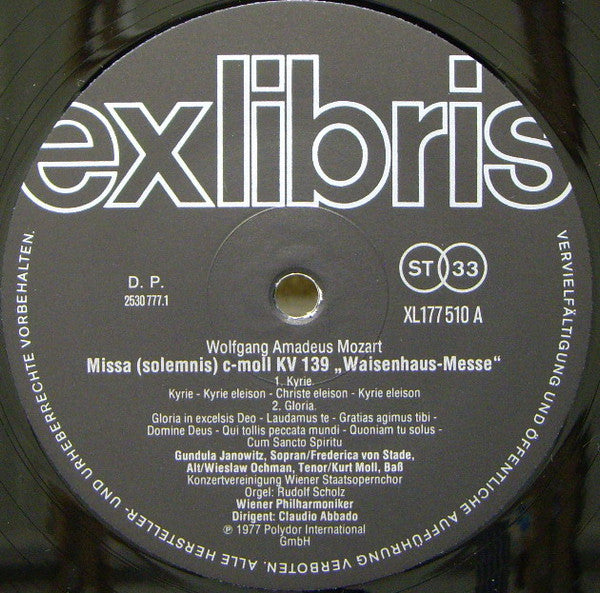 exlibris
ST 33
D. P.
2530 777.1
XL177 510 A
Wolfgang Amadeus Mozart
Missa (solemnis) c-moll KV 139 „Waisenhaus-Messe“
1. Kyrie.
Kyrie - Kyrie eleison - Christe eleison - Kyrie eleison
2. Gloria.
Gloria in excelsis Deo - Laudamus te - Gratias agimus tibi -
Domine Deus - Qui tollis peccata mundi - Quoniam tu solus -
Cum Sancto Spiritu
Gundula Janowitz, Sopran/Frederica von Stade,
Alt/Wieslaw Ochman, Tenor/Kurt Moll, Baß
Konzertvereinigung Wiener Staatsopernchor
Orgel: Rudolf Scholz
Wiener Philharmoniker
Dirigent: Claudio Abbado
℗ 1977 Polydor International
GmbH
ALLE HERSTELLER- UND URHEBERRECHTE VORBEHALTEN. VERVIELFÄLTIGUNG UND ÖFFENTLICHE AUFFÜHRUNG VERBOTEN.